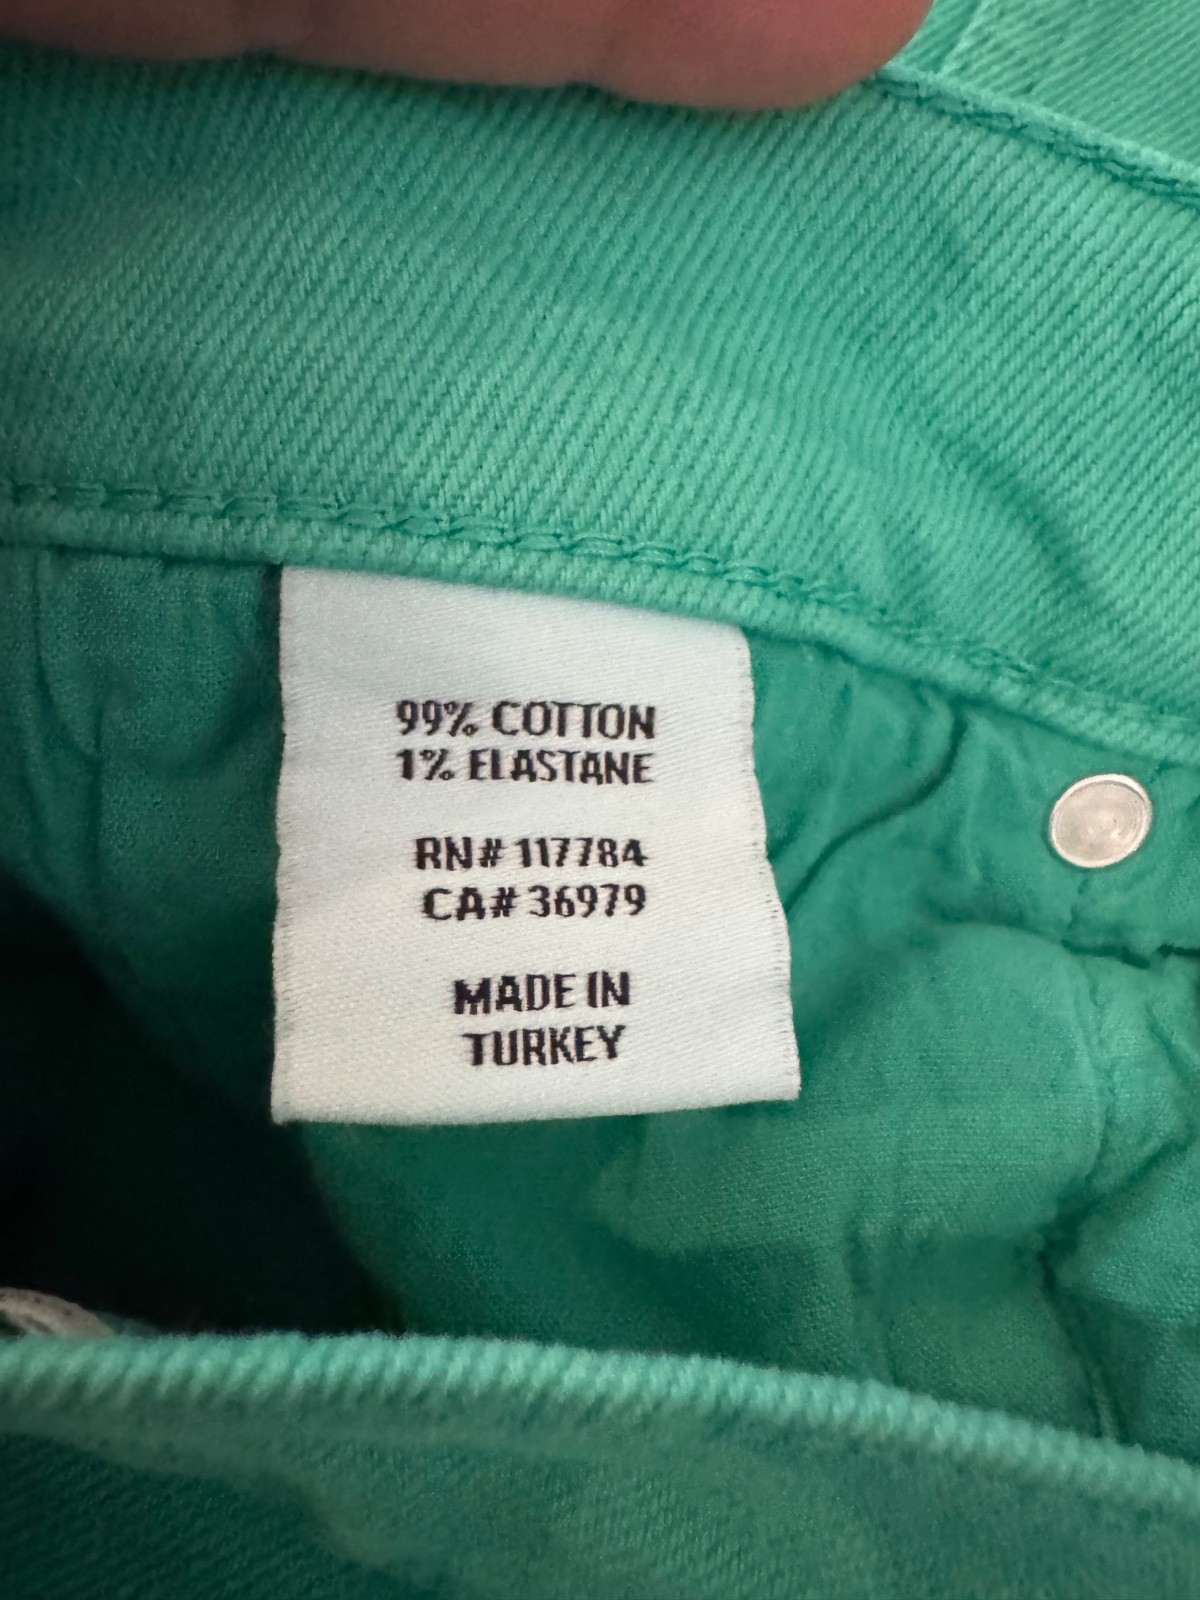 99% COTTON
1% ELASTANE
RN# 117784
CA# 36979
MADE IN
TURKEY